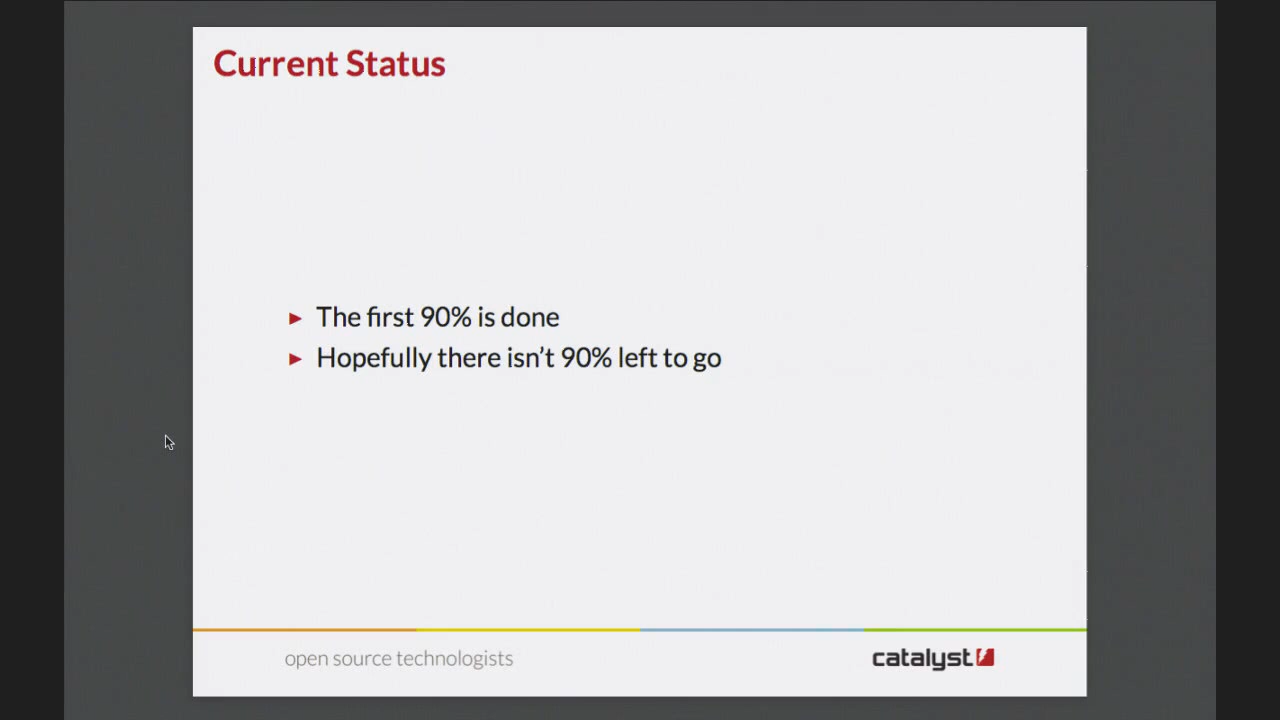 Current Status
► The first 90% is done
► Hopefully there isn’t 90% left to go
open source technologists
catalyst